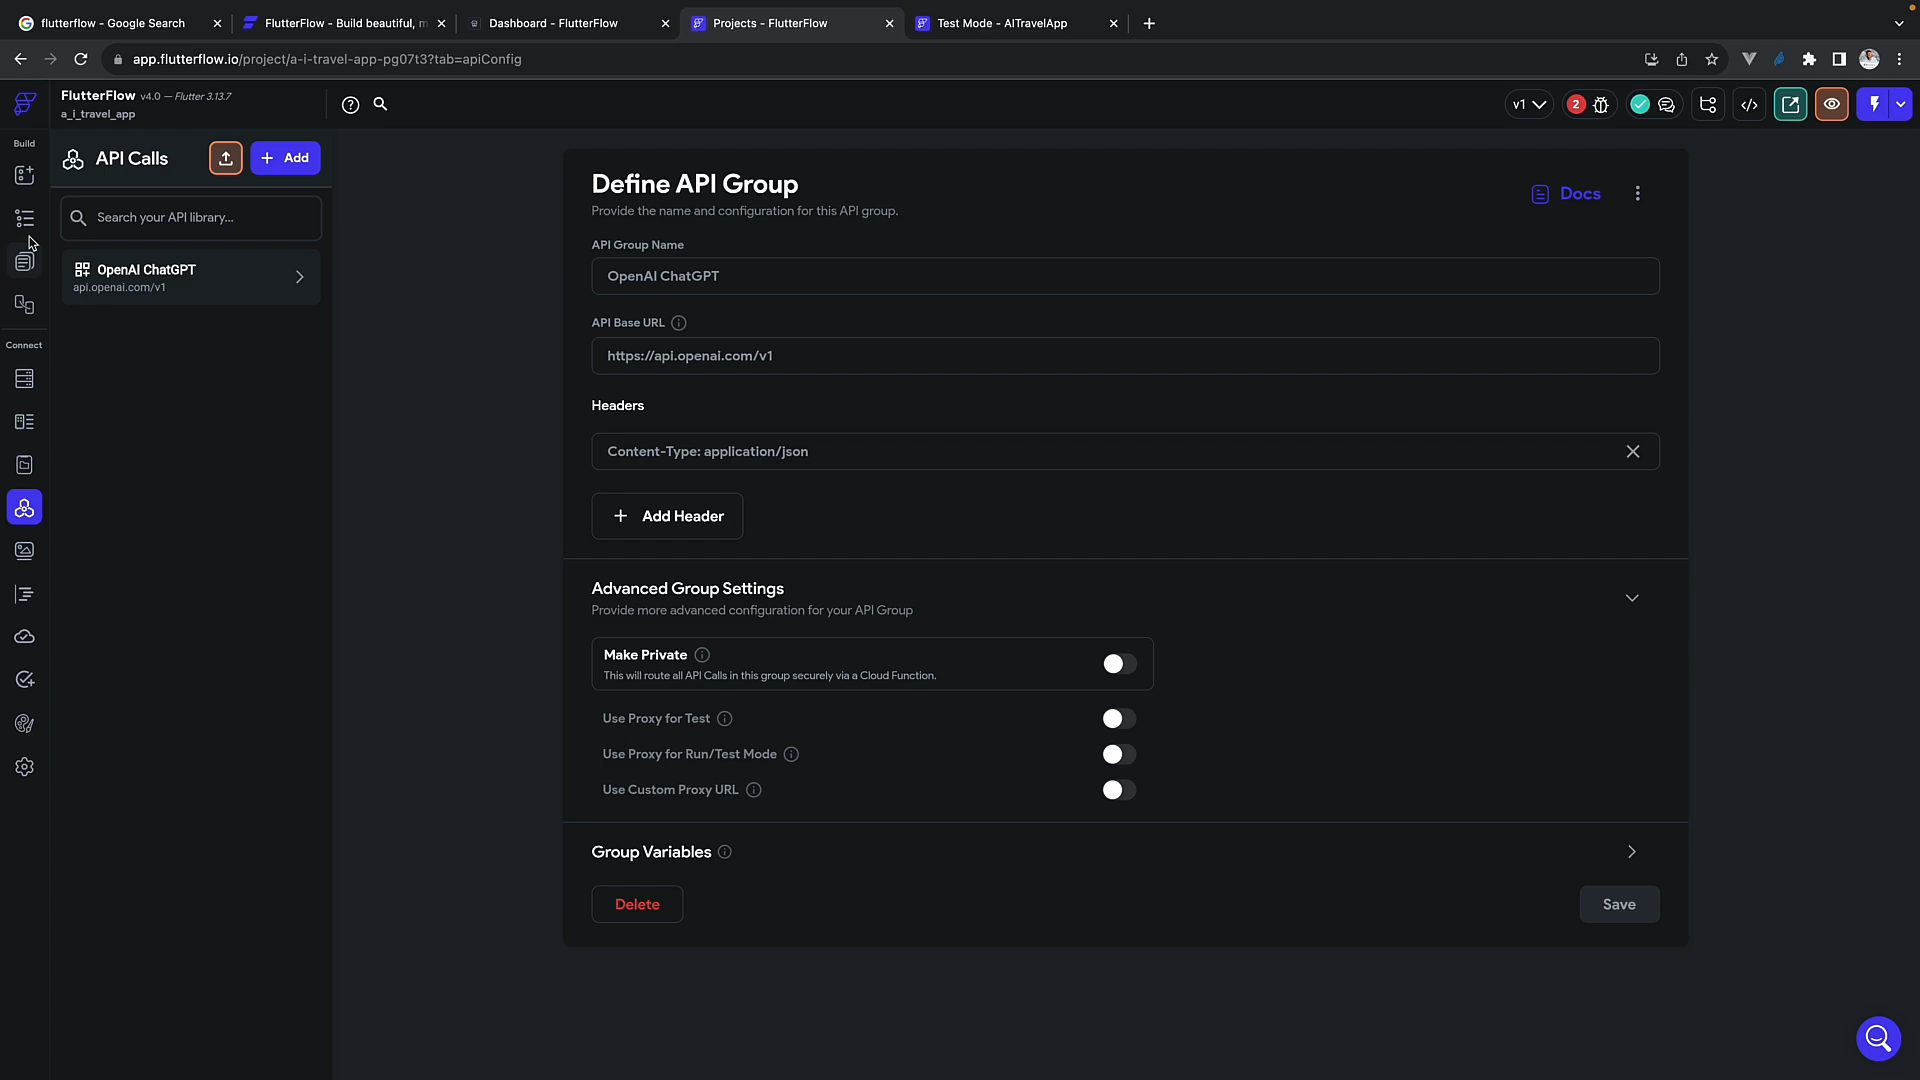 flutterflow - Google Search
FlutterFlow - Build beautiful, m
Dashboard - FlutterFlow
Projects - FlutterFlow
Test Mode - AITravelApp
app.flutterflow.io/project/a-i-travel-app-pg07t3?tab=apiConfig
FlutterFlow v4.0 — Flutter 3.13.7
a_i_travel_app
v1
2
Build
API Calls
Add
Search your API library...
OpenAI ChatGPT
api.openai.com/v1
Connect
Define API Group
Docs
Provide the name and configuration for this API group.
API Group Name
OpenAI ChatGPT
API Base URL
https://api.openai.com/v1
Headers
Content-Type: application/json
Add Header
Advanced Group Settings
Provide more advanced configuration for your API Group
Make Private
This will route all API Calls in this group securely via a Cloud Function.
Use Proxy for Test
Use Proxy for Run/Test Mode
Use Custom Proxy URL
Group Variables
Delete
Save